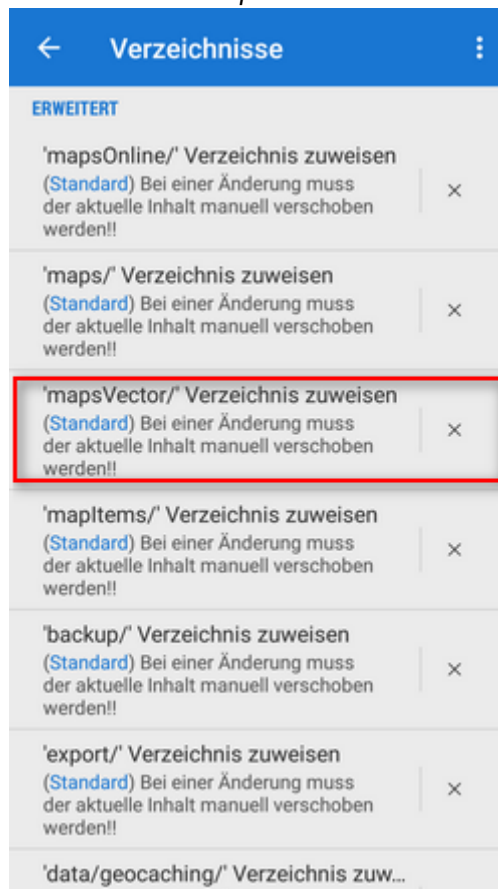 Verzeichnisse
ERWEITERT
'mapsOnline/' Verzeichnis zuweisen
(Standard) Bei einer Änderung muss
der aktuelle Inhalt manuell verschoben
werden!!
'maps/' Verzeichnis zuweisen
(Standard) Bei einer Änderung muss
der aktuelle Inhalt manuell verschoben
werden!!
'mapsVector/' Verzeichnis zuweisen
(Standard) Bei einer Änderung muss
der aktuelle Inhalt manuell verschoben
werden!!
'mapItems/' Verzeichnis zuweisen
(Standard) Bei einer Änderung muss
der aktuelle Inhalt manuell verschoben
werden!!
'backup/' Verzeichnis zuweisen
(Standard) Bei einer Änderung muss
der aktuelle Inhalt manuell verschoben
werden!!
'export/' Verzeichnis zuweisen
(Standard) Bei einer Änderung muss
der aktuelle Inhalt manuell verschoben
werden!!
'data/geocaching/' Verzeichnis zuw...